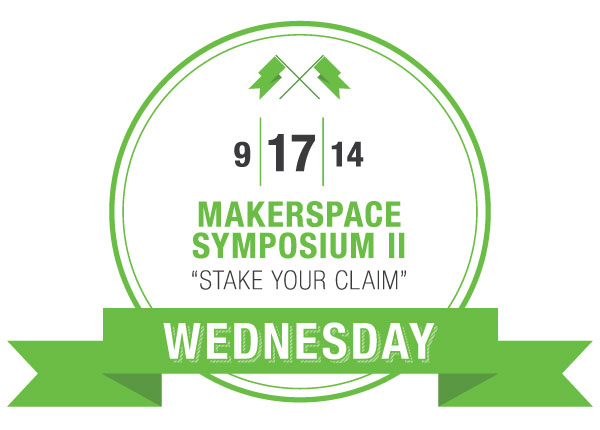 9 | 17 | 14
MAKERSPACE
SYMPOSIUM II
“STAKE YOUR CLAIM”
WEDNESDAY